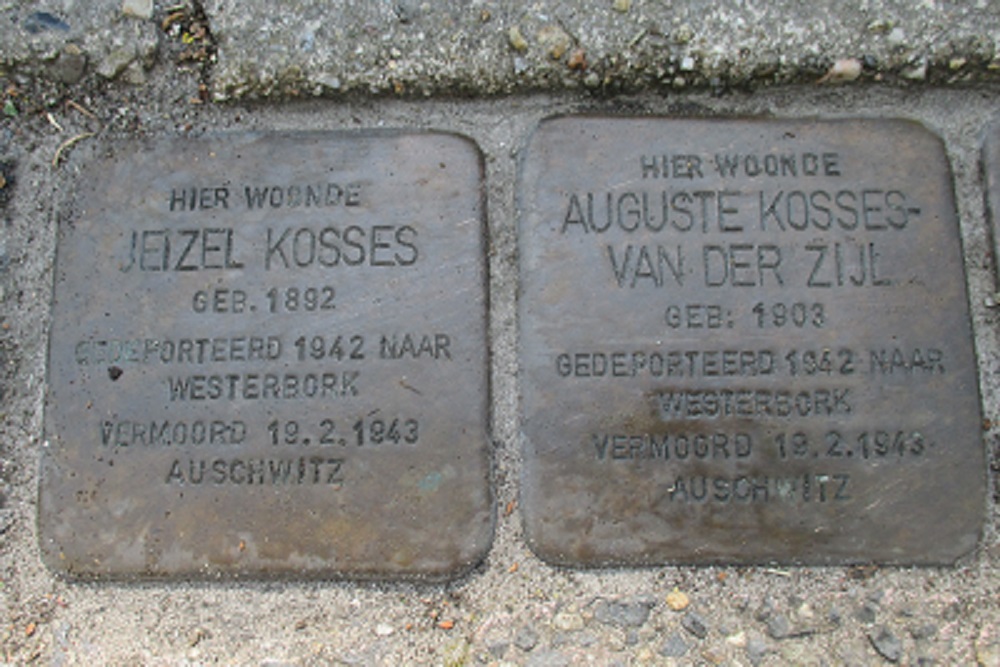 HIER WOONDE
JEIZEL KOSSES
GEB. 1892
GEDEPORTEERD 1942 NAAR
WESTERBORK
VERMOORD 19.2.1943
AUSCHWITZ
HIER WOONDE
AUGUSTE KOSSES-
VAN DER ZIJL
GEB. 1903
GEDEPORTEERD 1942 NAAR
WESTERBORK
VERMOORD 19.2.1943
AUSCHWITZ